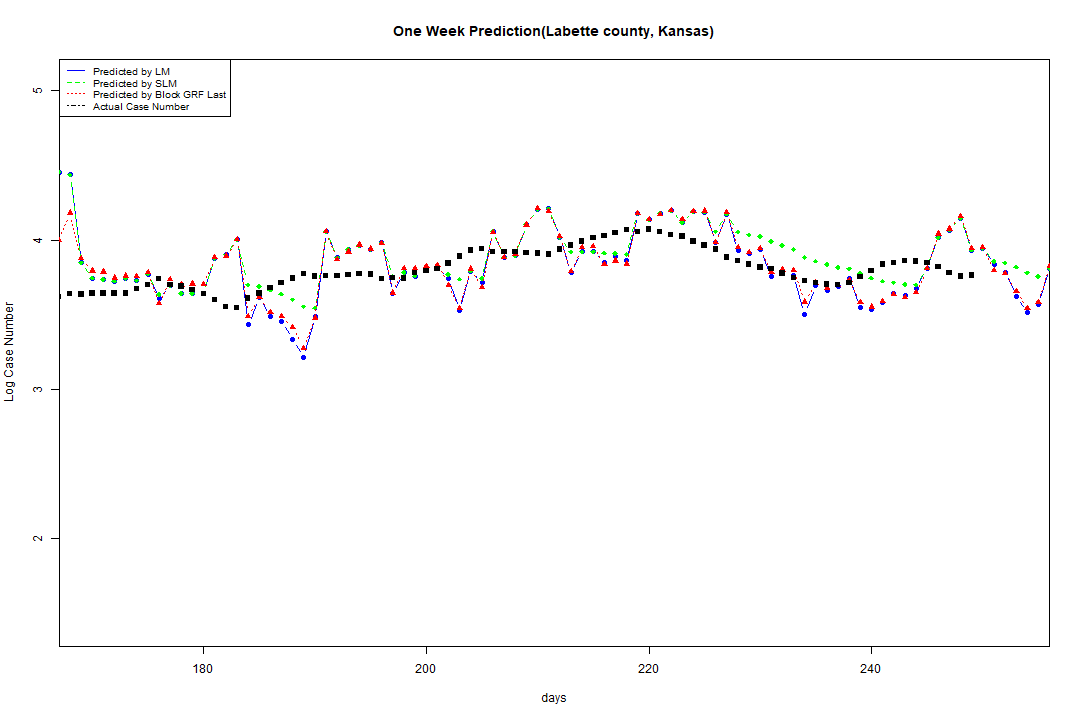 One Week Prediction(Labette county, Kansas)
Predicted by LM
Predicted by SLM
Predicted by Block GRF Last
Actual Case Number
5
4
3
2
Log Case Number
180
200
220
240
days